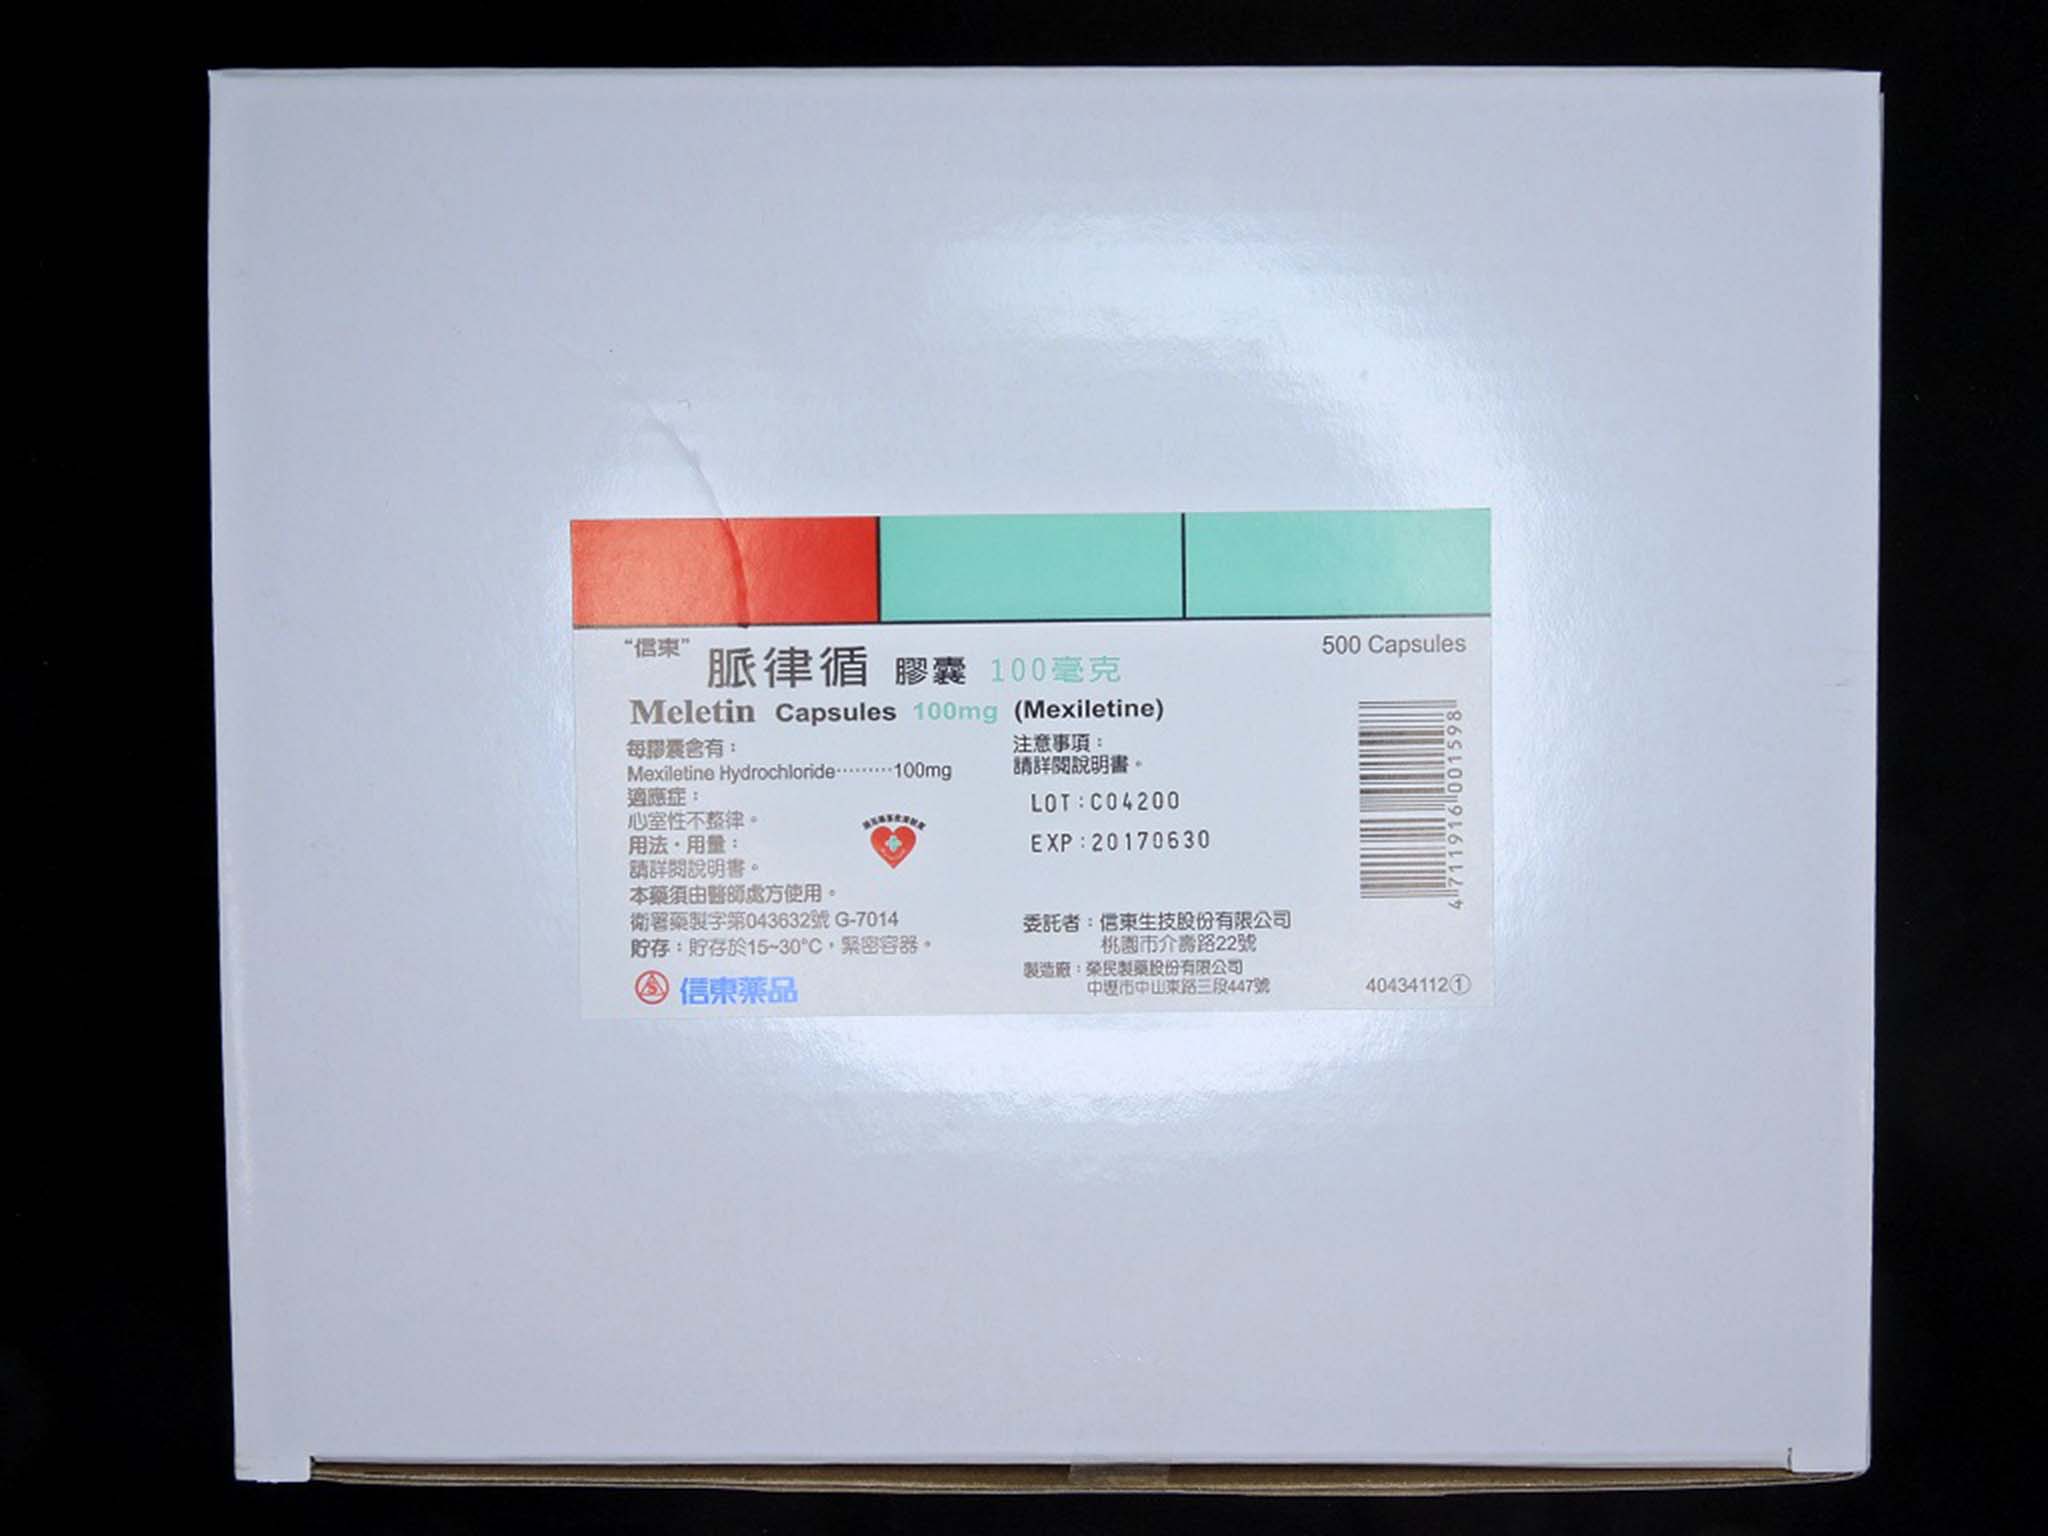 “信東”
脈律循 膠囊 100毫克
500 Capsules
Meletin Capsules 100mg (Mexiletine)
每膠囊含有：
Mexiletine Hydrochloride·········100mg
適應症：
心室性不整律。
用法·用量：
請詳閱說明書。
本藥須由醫師處方使用。
衛署藥製字第043632號 G-7014
貯存：貯存於15~30°C，緊密容器。
信東藥品
注意事項：
請詳閱說明書。
LOT:C04200
EXP:20170630
委託者：信東生技股份有限公司
桃園市介壽路22號
製造廠：榮民製藥股份有限公司
中壢市中山東路三段447號
4711916001598
40434112①